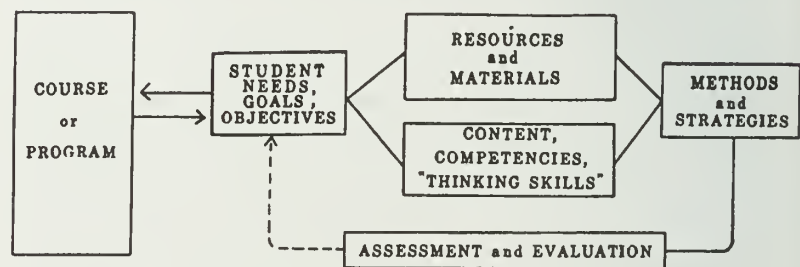 COURSE
or
PROGRAM
STUDENT
NEEDS,
GOALS,
OBJECTIVES
RESOURCES
and
MATERIALS
CONTENT,
COMPETENCIES,
"THINKING SKILLS"
METHODS
and
STRATEGIES
ASSESSMENT and EVALUATION